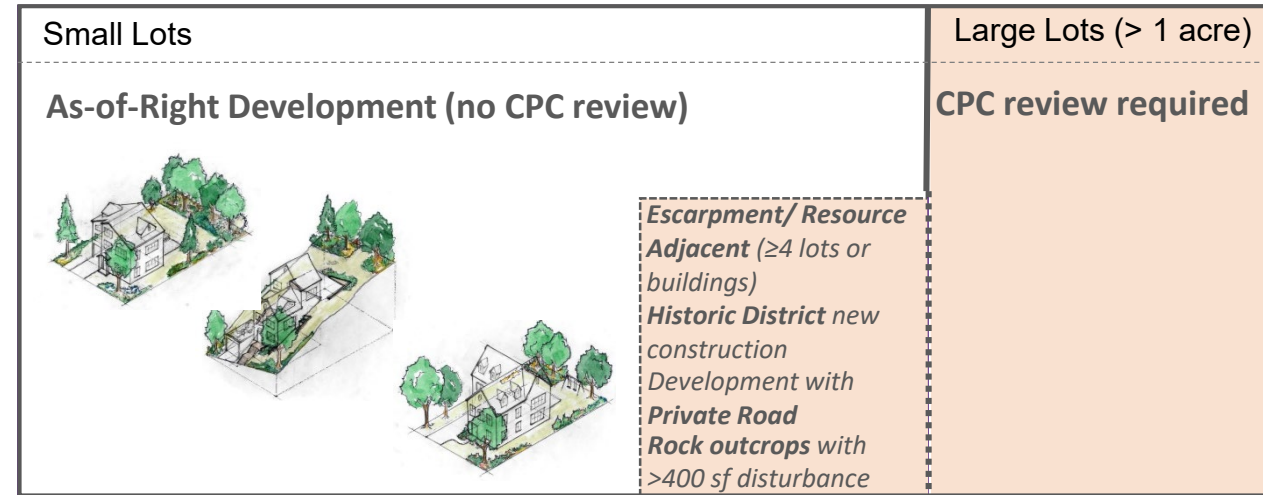 Small Lots
Large Lots (> 1 acre)
As-of-Right Development (no CPC review)
CPC review required
Escarpment/ Resource
Adjacent (≥4 lots or
buildings)
Historic District new
construction
Development with
Private Road
Rock outcrops with
>400 sf disturbance